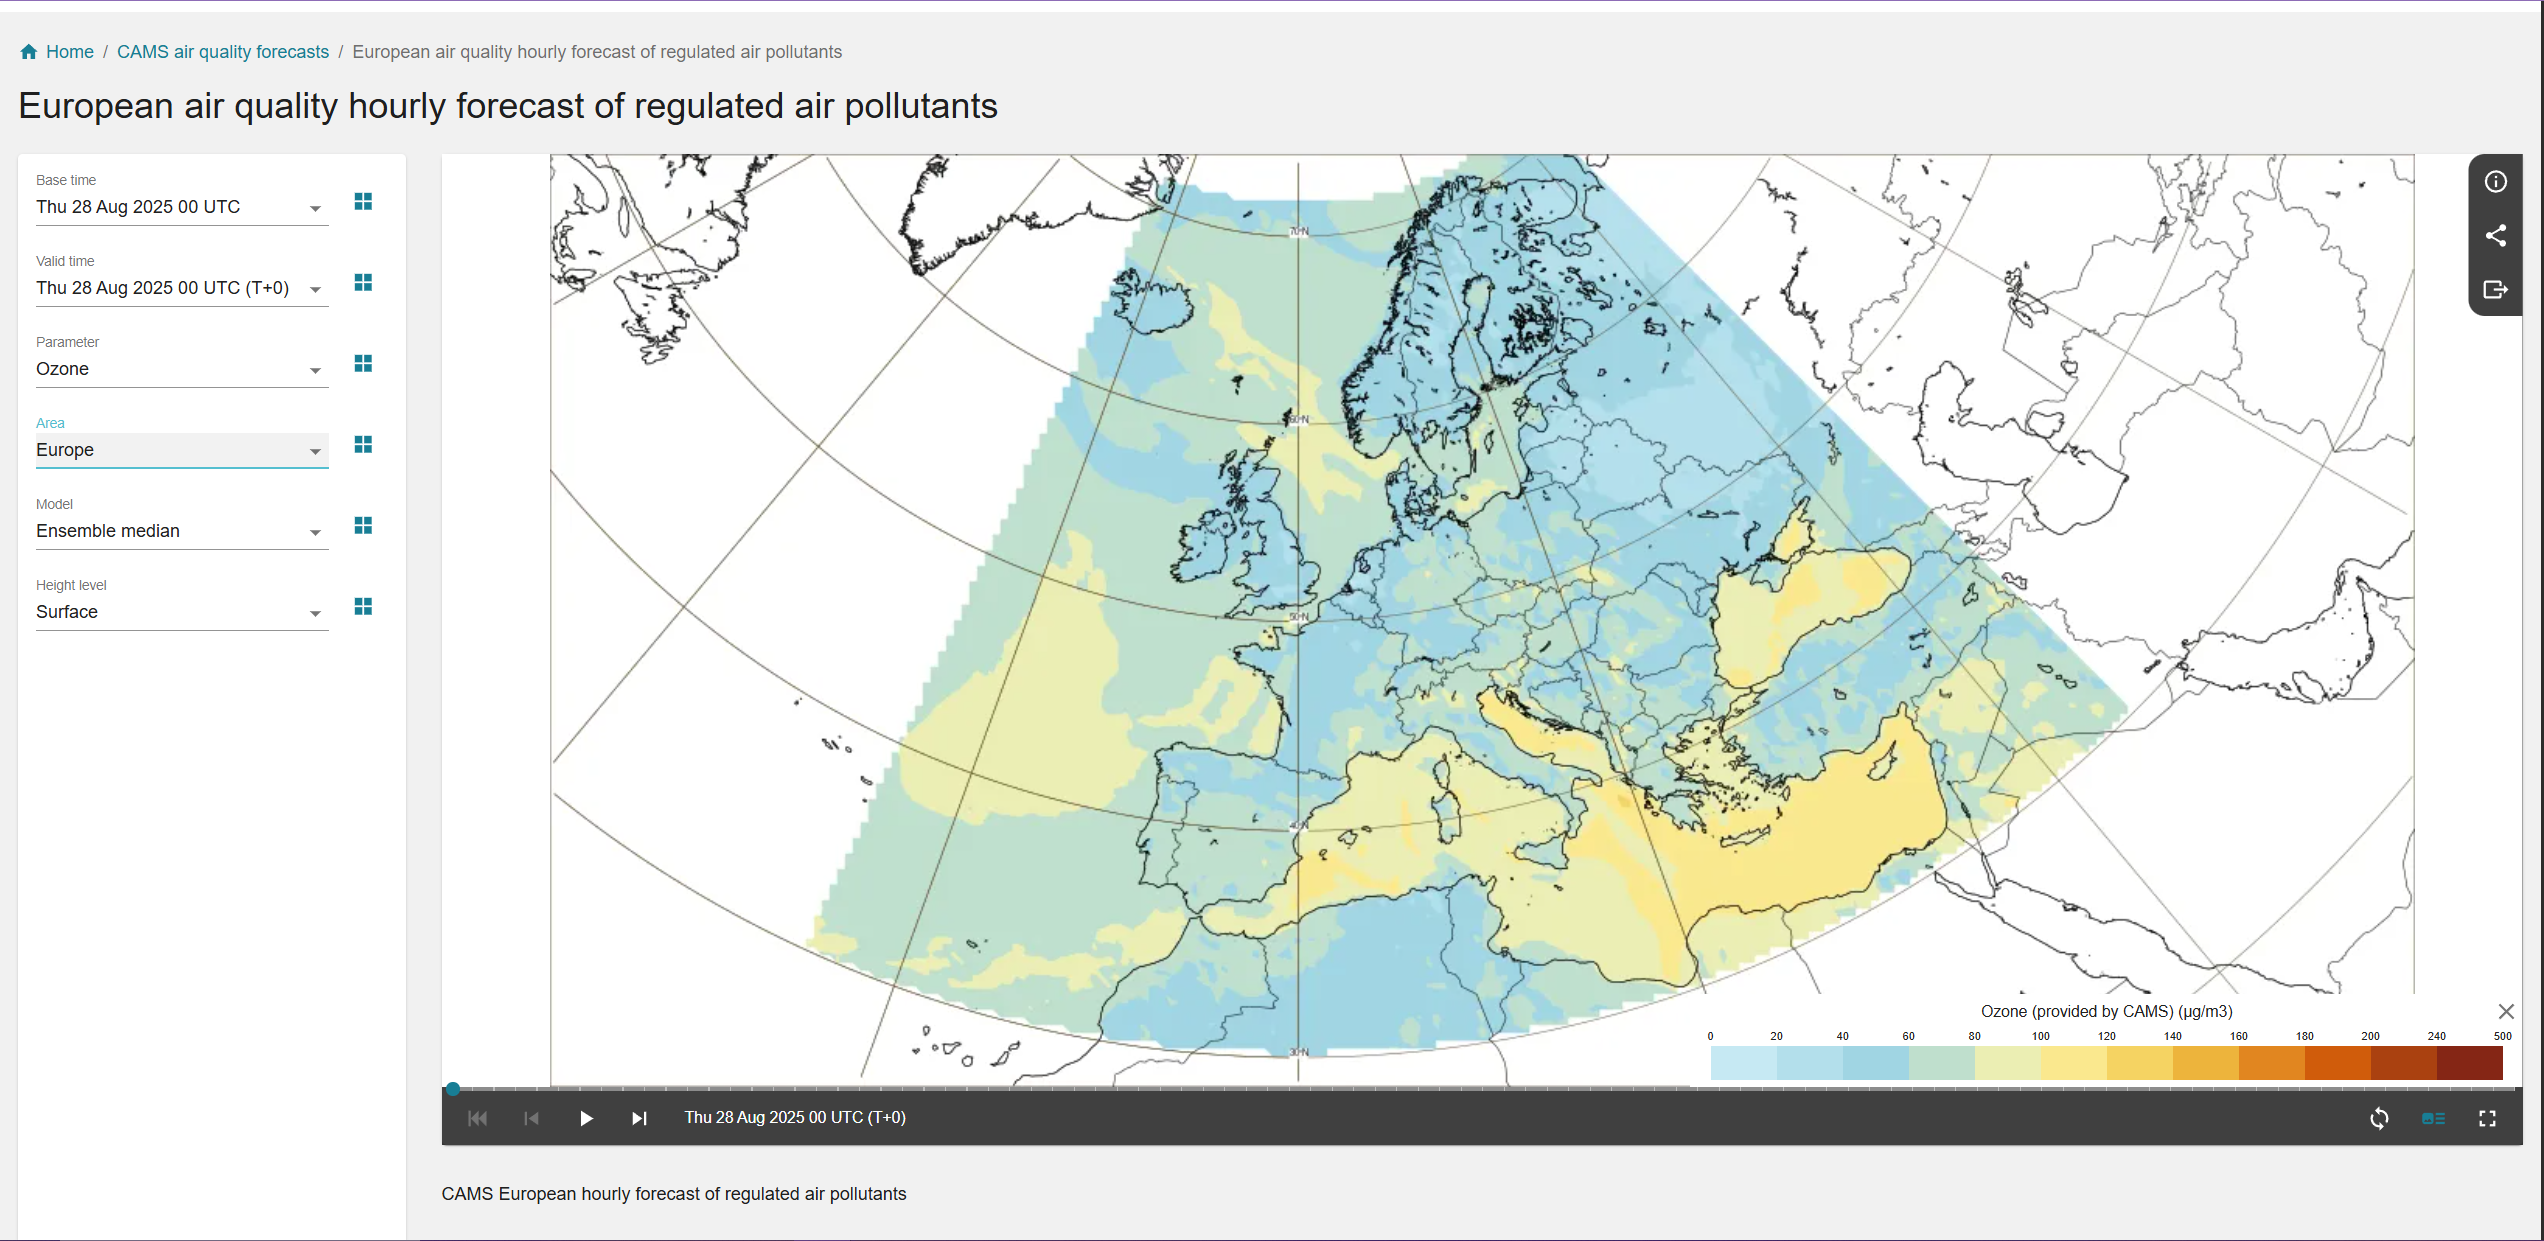 Home / CAMS air quality forecasts / European air quality hourly forecast of regulated air pollutants
European air quality hourly forecast of regulated air pollutants
Base time
Thu 28 Aug 2025 00 UTC
Valid time
Thu 28 Aug 2025 00 UTC (T+0)
Parameter
Ozone
Area
Europe
Model
Ensemble median
Height level
Surface
70°N
60°N
50°N
40°N
30°N
Ozone (provided by CAMS) (µg/m3)
0 20 40 60 80 100 120 140 160 180 200 240 500
Thu 28 Aug 2025 00 UTC (T+0)
CAMS European hourly forecast of regulated air pollutants